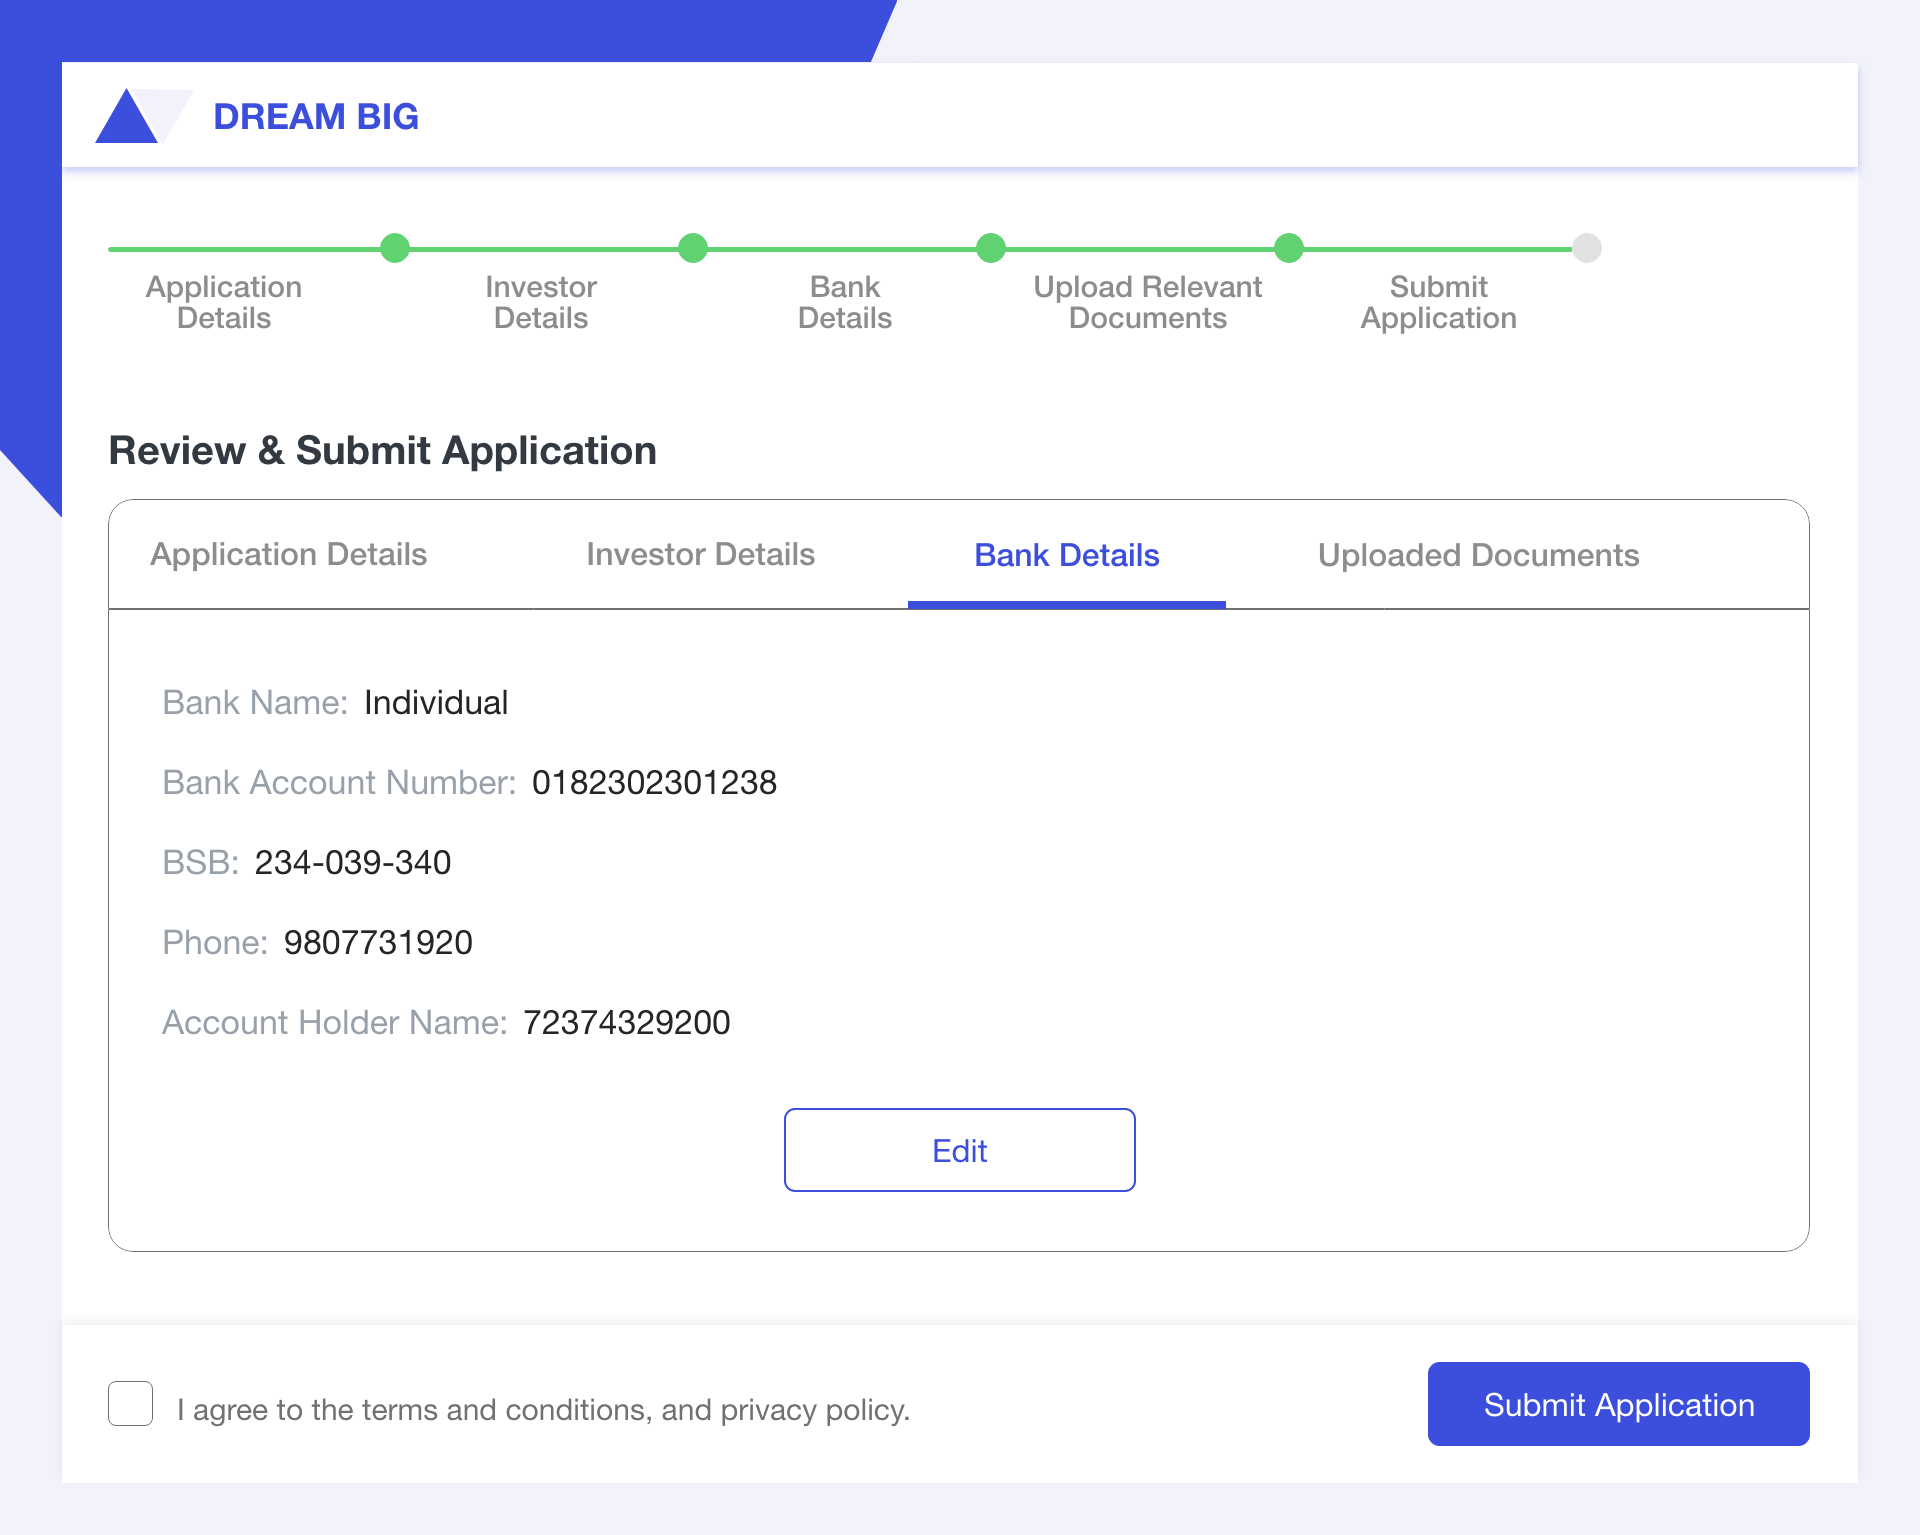 DREAM BIG
Application
Details
Investor
Details
Bank
Details
Upload Relevant
Documents
Submit
Application
Review & Submit Application
Application Details
Investor Details
Bank Details
Uploaded Documents
Bank Name: Individual
Bank Account Number: 0182302301238
BSB: 234-039-340
Phone: 9807731920
Account Holder Name: 72374329200
Edit
I agree to the terms and conditions, and privacy policy.
Submit Application